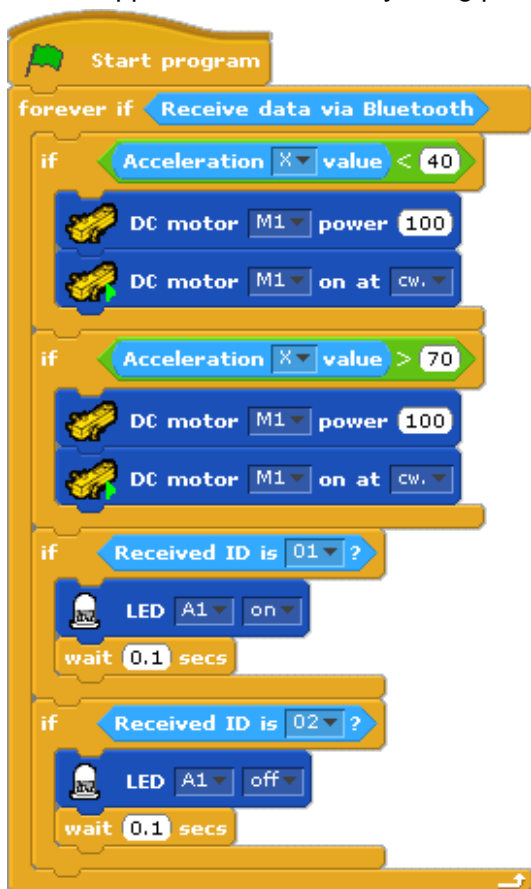 Start program
forever if Receive data via Bluetooth
if Acceleration X value < 40
DC motor M1 power 100
DC motor M1 on at cw.
if Acceleration X value > 70
DC motor M1 power 100
DC motor M1 on at cw.
if Received ID is 01 ?
LED A1 on
wait 0.1 secs
if Received ID is 02 ?
LED A1 off
wait 0.1 secs